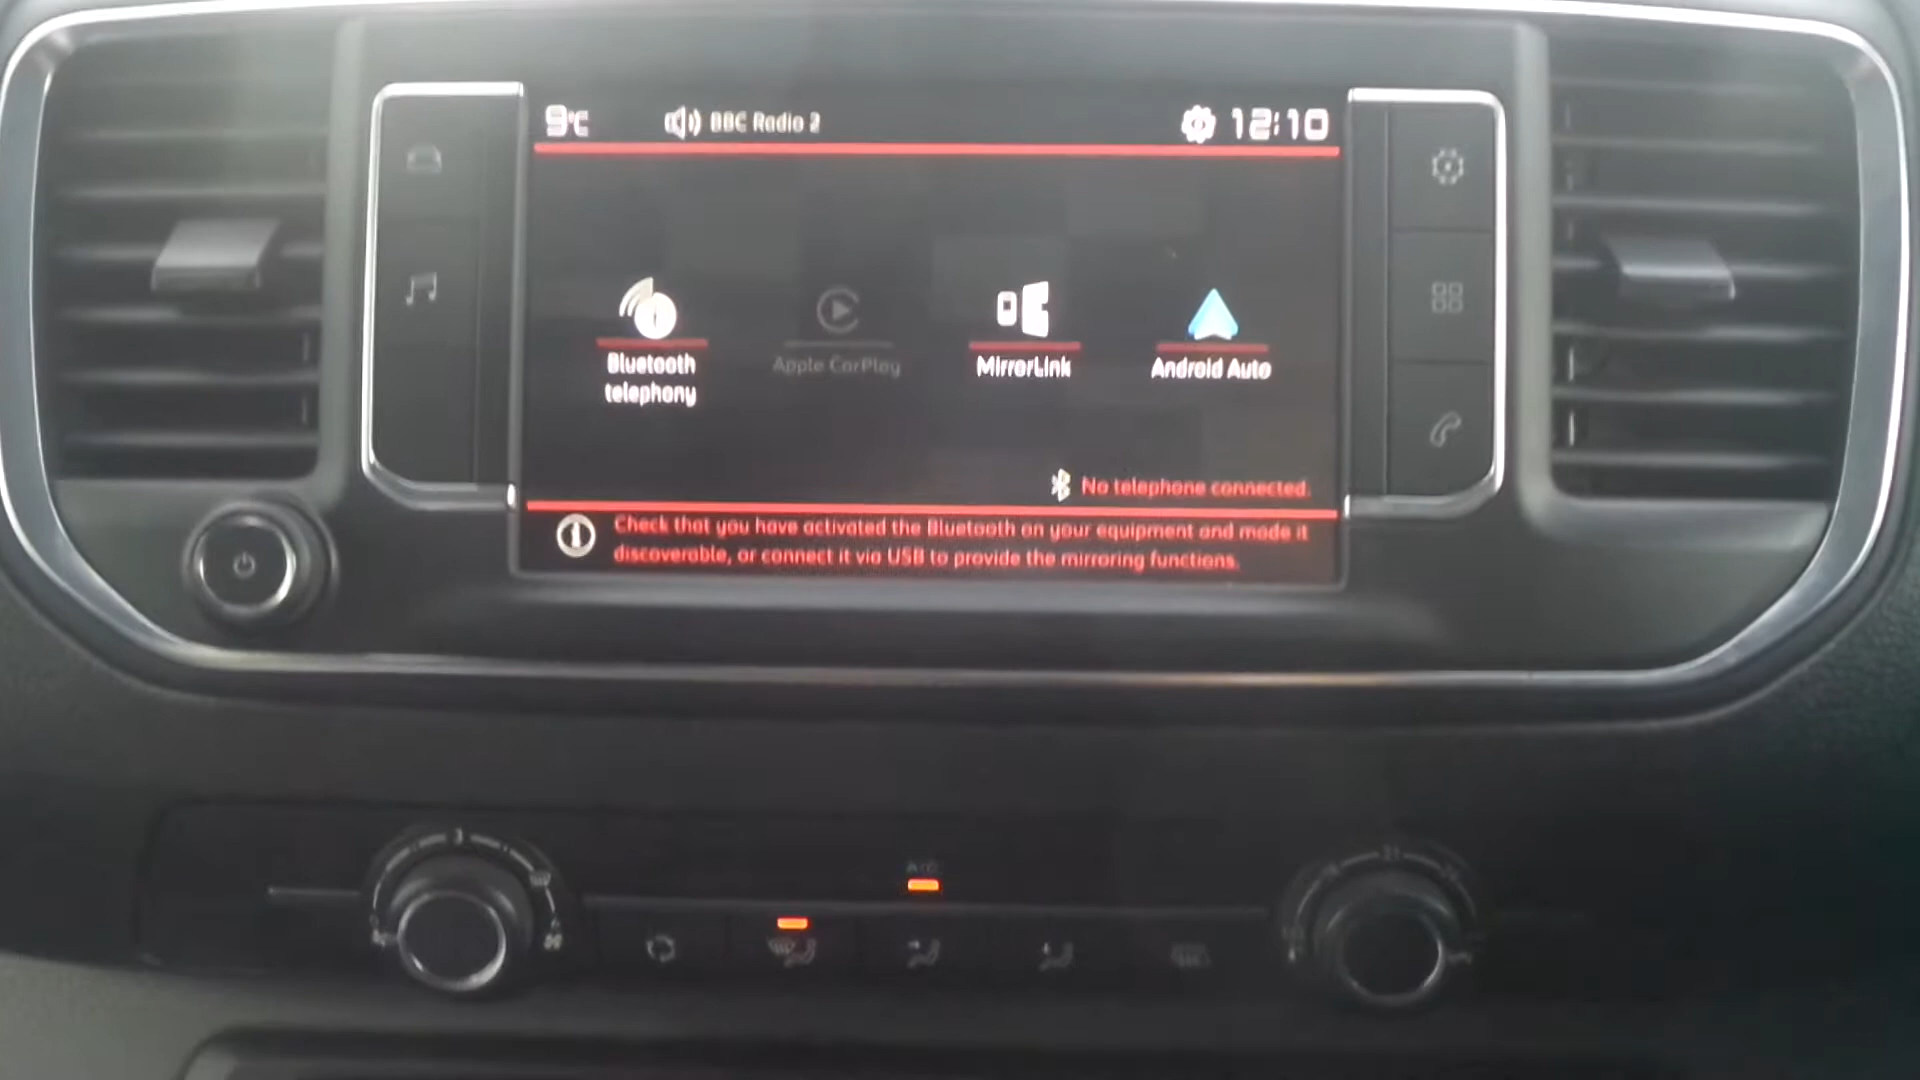 9°C
BBC Radio 2
12:10
Bluetooth
telephony
Apple CarPlay
MirrorLink
Android Auto
No telephone connected.
Check that you have activated the Bluetooth on your equipment and made it
discoverable, or connect it via USB to provide the mirroring functions.
3
21
A/C